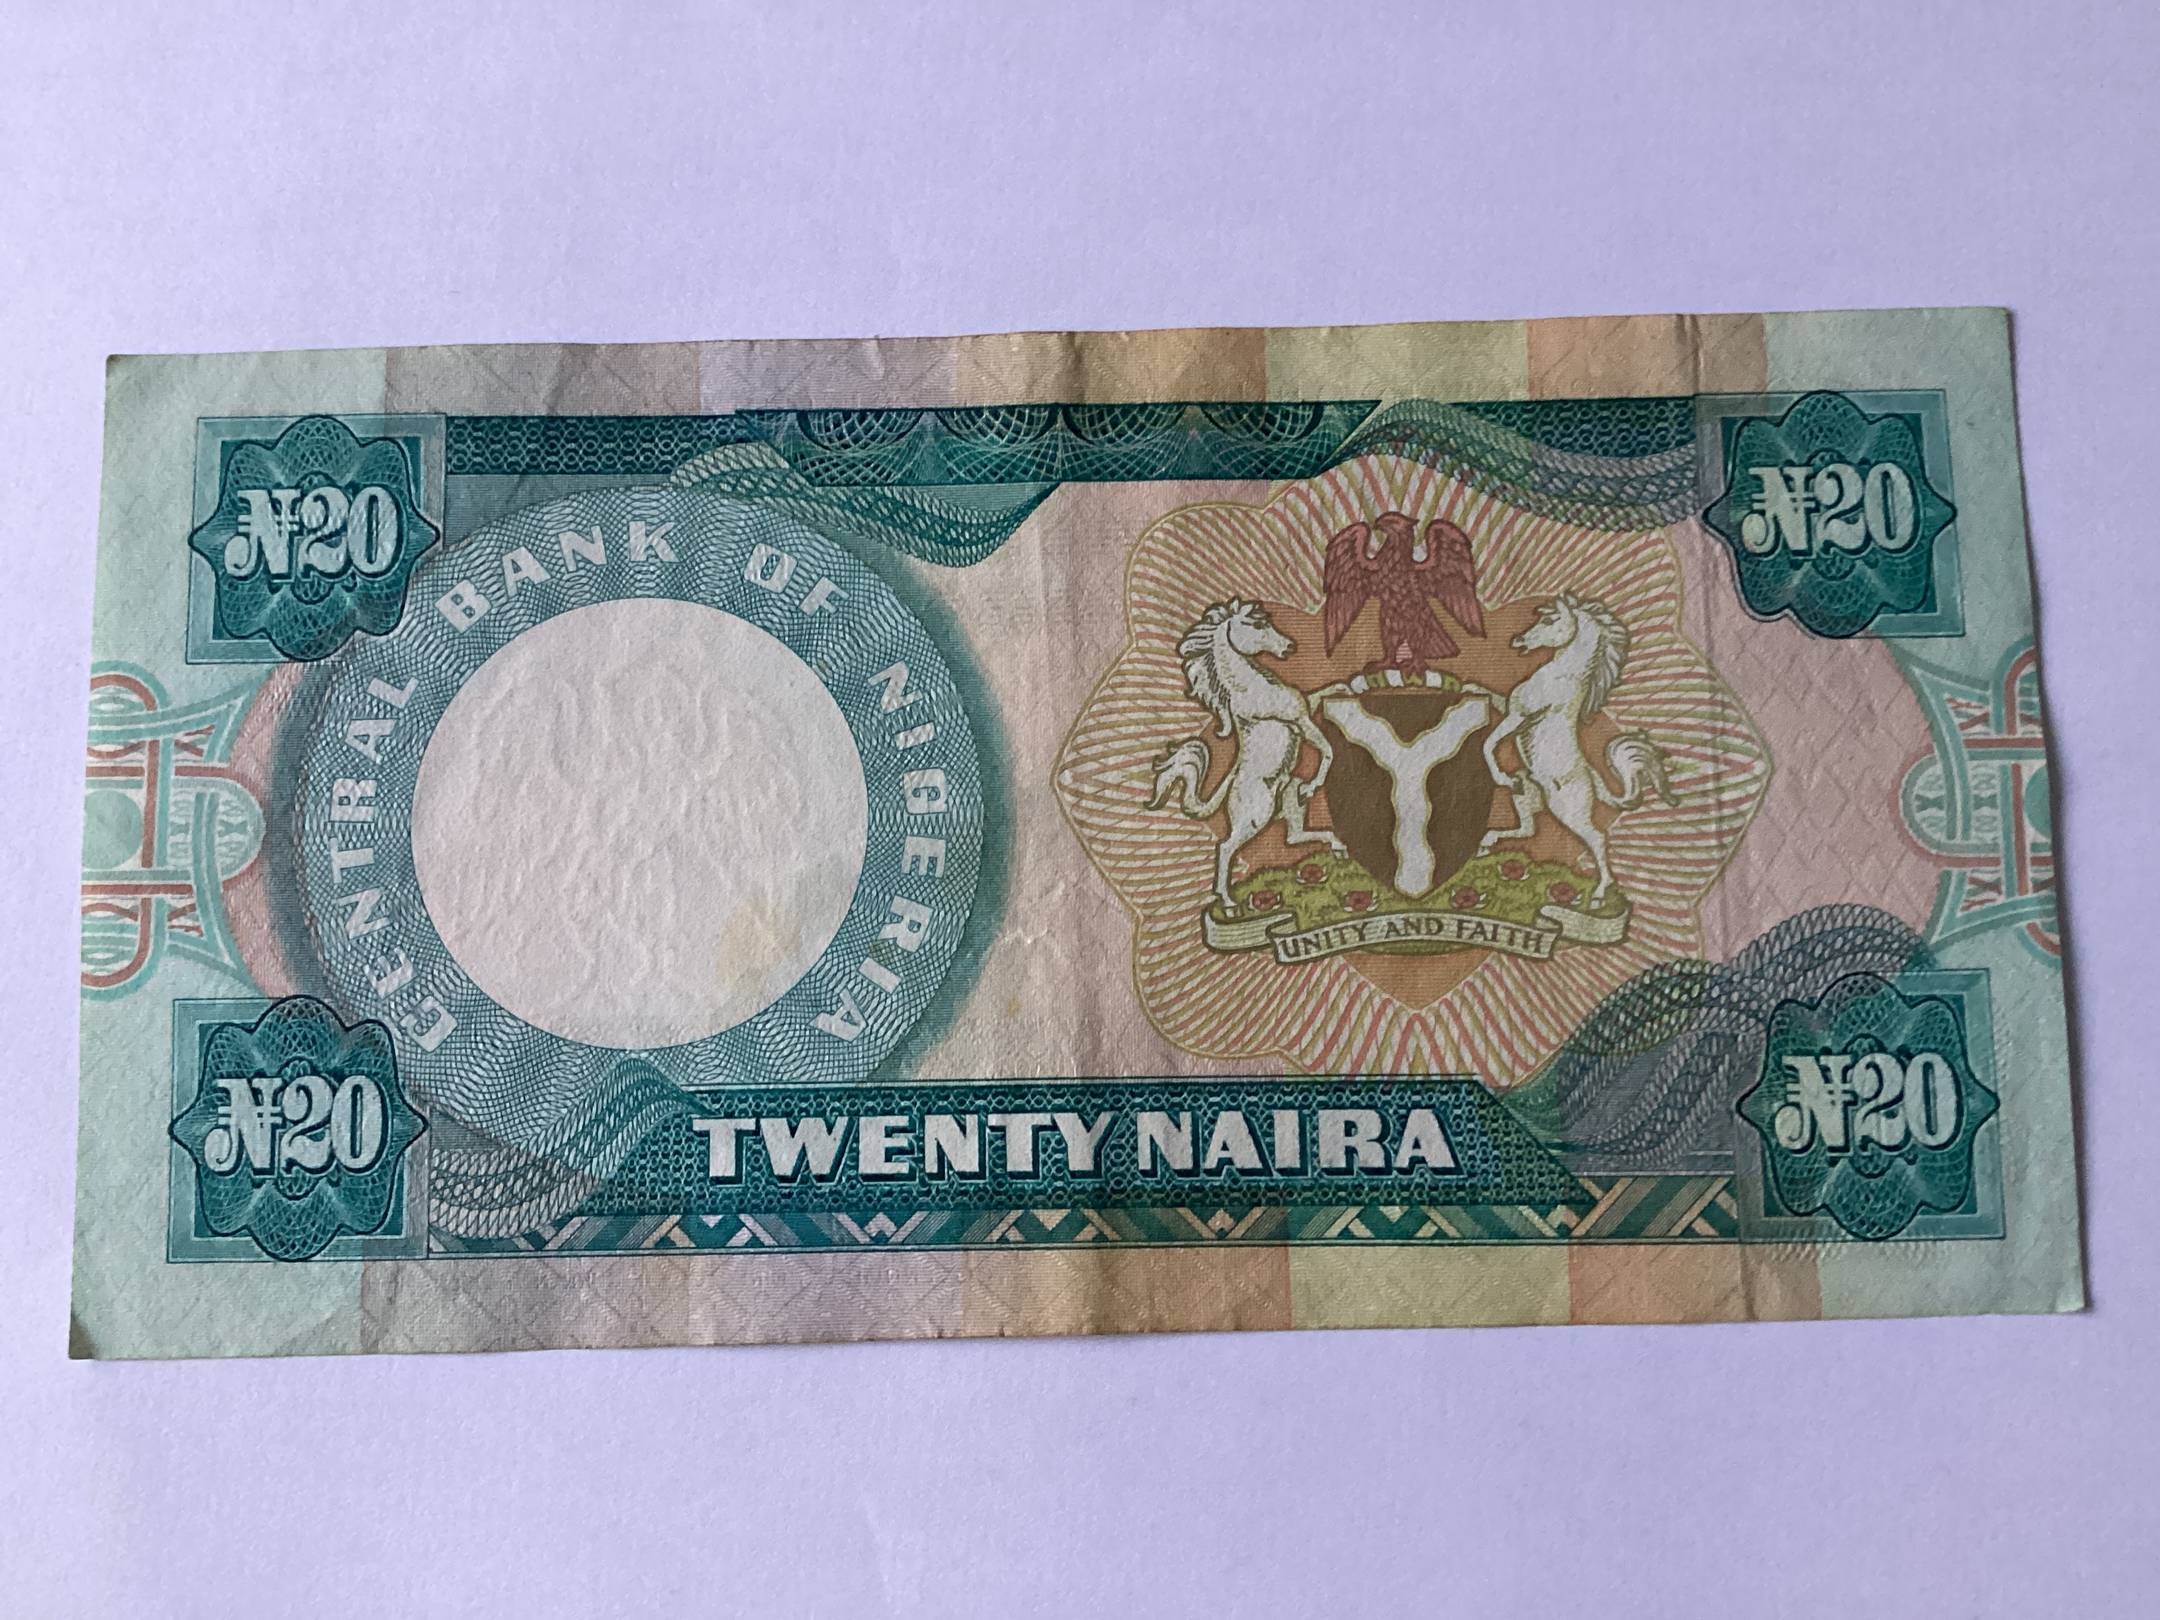 ₦20
₦20
CENTRAL BANK OF NIGERIA
UNITY AND FAITH
₦20
TWENTY NAIRA
₦20